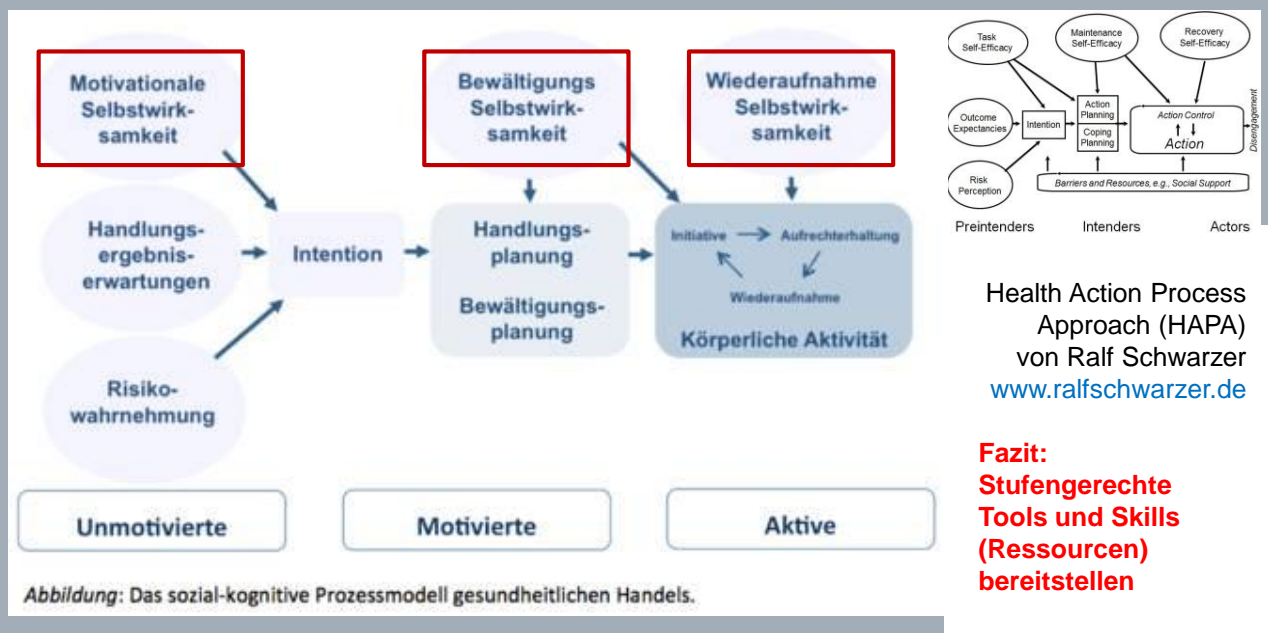 Motivationale
Selbstwirk-
samkeit
Bewältigungs
Selbstwirk-
samkeit
Wiederaufnahme
Selbstwirk-
samkeit
Handlungs-
ergebnis-
erwartungen
Intention
Handlungs-
planung
Bewältigungs-
planung
Initiative
Aufrechterhaltung
Wiederaufnahme
Körperliche Aktivität
Risiko-
wahrnehmung
Unmotivierte
Motivierte
Aktive
Abbildung: Das sozial-kognitive Prozessmodell gesundheitlichen Handels.
Task
Self-Efficacy
Maintenance
Self-Efficacy
Recovery
Self-Efficacy
Outcome
Expectancies
Intention
Action
Planning
Coping
Planning
Action Control
Action
Disengagement
Risk
Perception
Barriers and Resources, e.g., Social Support
Preintenders
Intenders
Actors
Health Action Process
Approach (HAPA)
von Ralf Schwarzer
www.ralfschwarzer.de
Fazit:
Stufengerechte
Tools und Skills
(Ressourcen)
bereitstellen